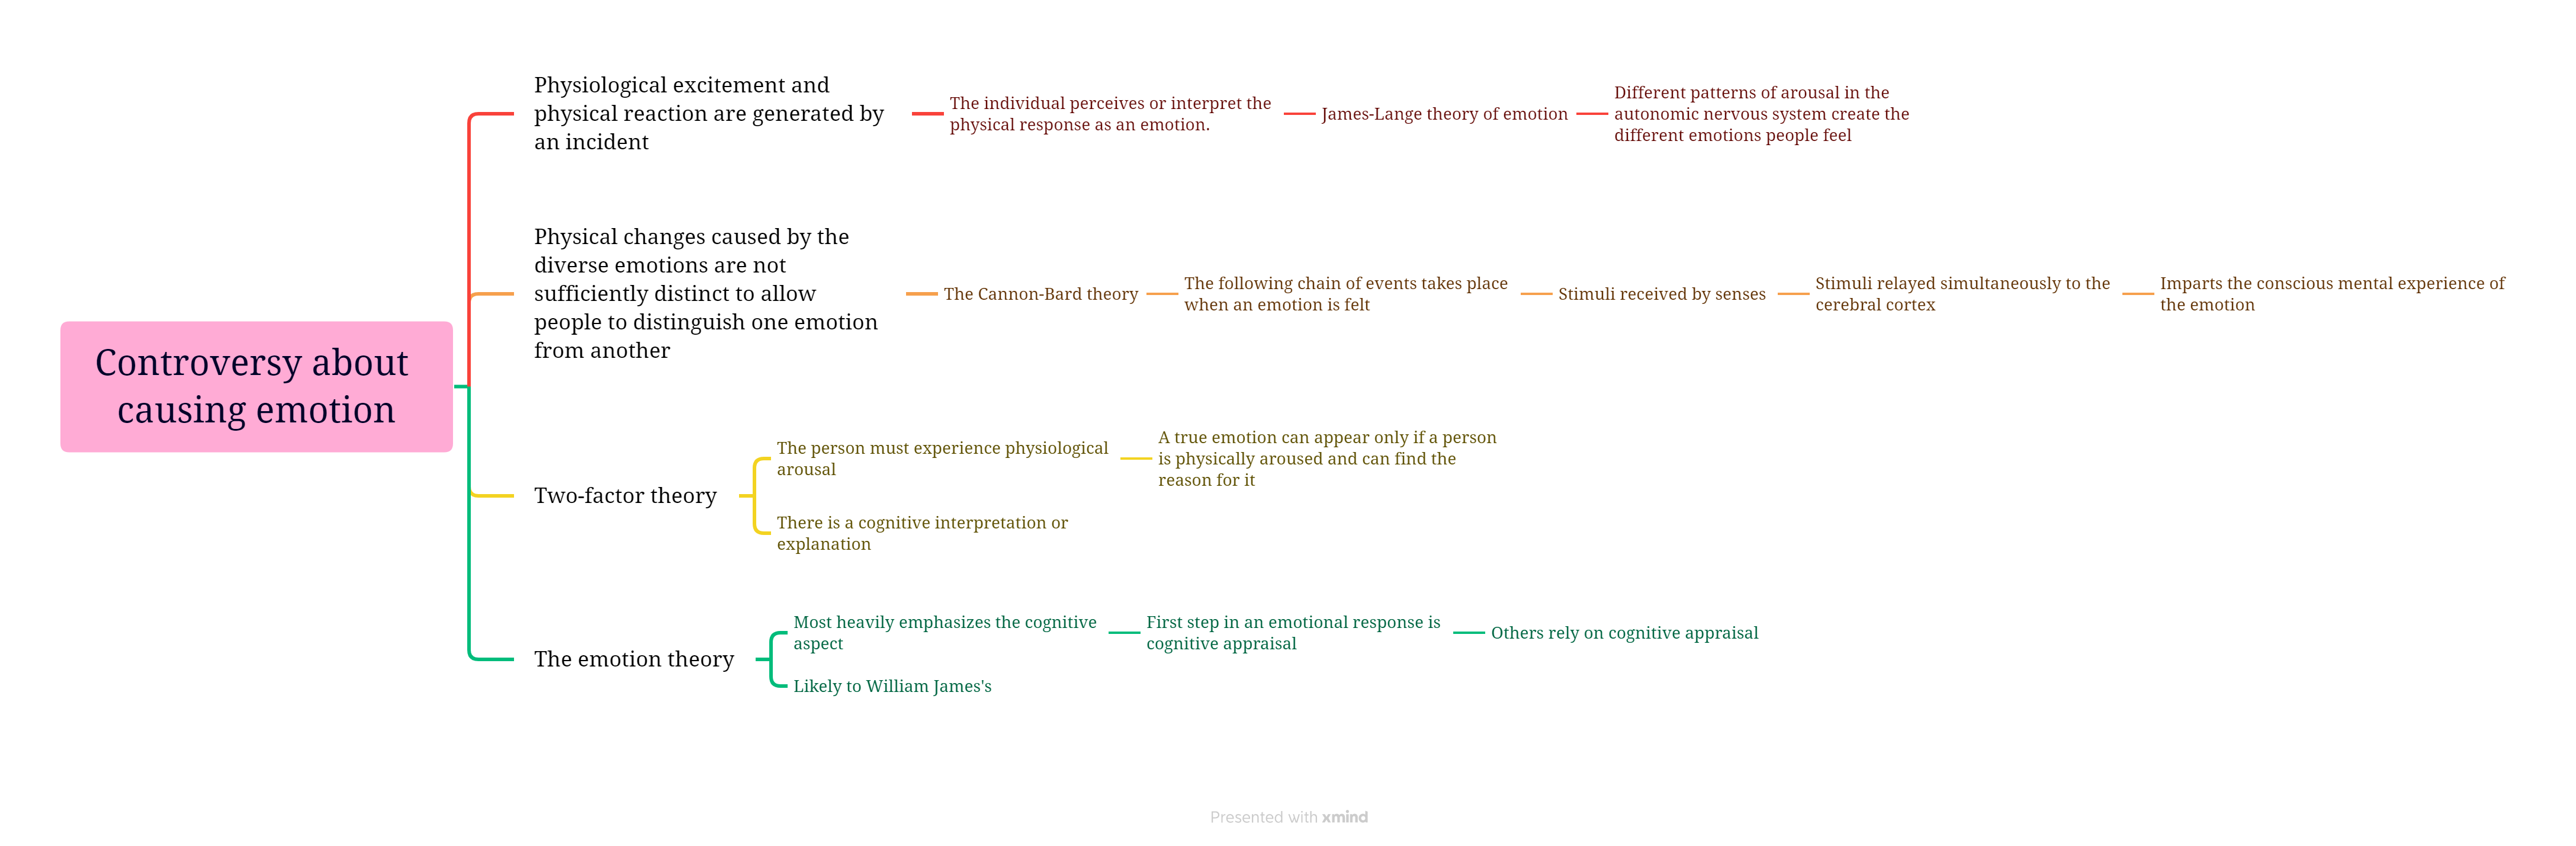 Physiological excitement and
physical reaction are generated by
an incident
The individual perceives or interpret the
physical response as an emotion.
James-Lange theory of emotion
Different patterns of arousal in the
autonomic nervous system create the
different emotions people feel
Physical changes caused by the
diverse emotions are not
sufficiently distinct to allow
people to distinguish one emotion
from another
The Cannon-Bard theory
The following chain of events takes place
when an emotion is felt
Stimuli received by senses
Stimuli relayed simultaneously to the
cerebral cortex
Imparts the conscious mental experience of
the emotion
Controversy about
causing emotion
Two-factor theory
The person must experience physiological
arousal
A true emotion can appear only if a person
is physically aroused and can find the
reason for it
There is a cognitive interpretation or
explanation
The emotion theory
Most heavily emphasizes the cognitive
aspect
First step in an emotional response is
cognitive appraisal
Others rely on cognitive appraisal
Likely to William James's
Presented with xmind